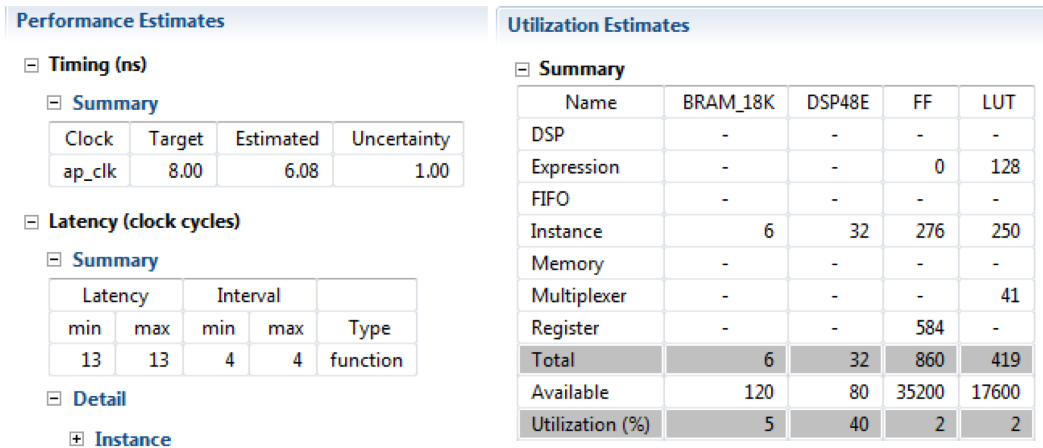 Performance Estimates
Timing (ns)
Summary
Clock Target Estimated Uncertainty
ap_clk 8.00 6.08 1.00
Latency (clock cycles)
Summary
Latency Interval
min max min max Type
13 13 4 4 function
Detail
Instance
Utilization Estimates
Summary
Name BRAM_18K DSP48E FF LUT
DSP - - - -
Expression - - 0 128
FIFO - - - -
Instance 6 32 276 250
Memory - - - -
Multiplexer - - - 41
Register - - 584 -
Total 6 32 860 419
Available 120 80 35200 17600
Utilization (%) 5 40 2 2